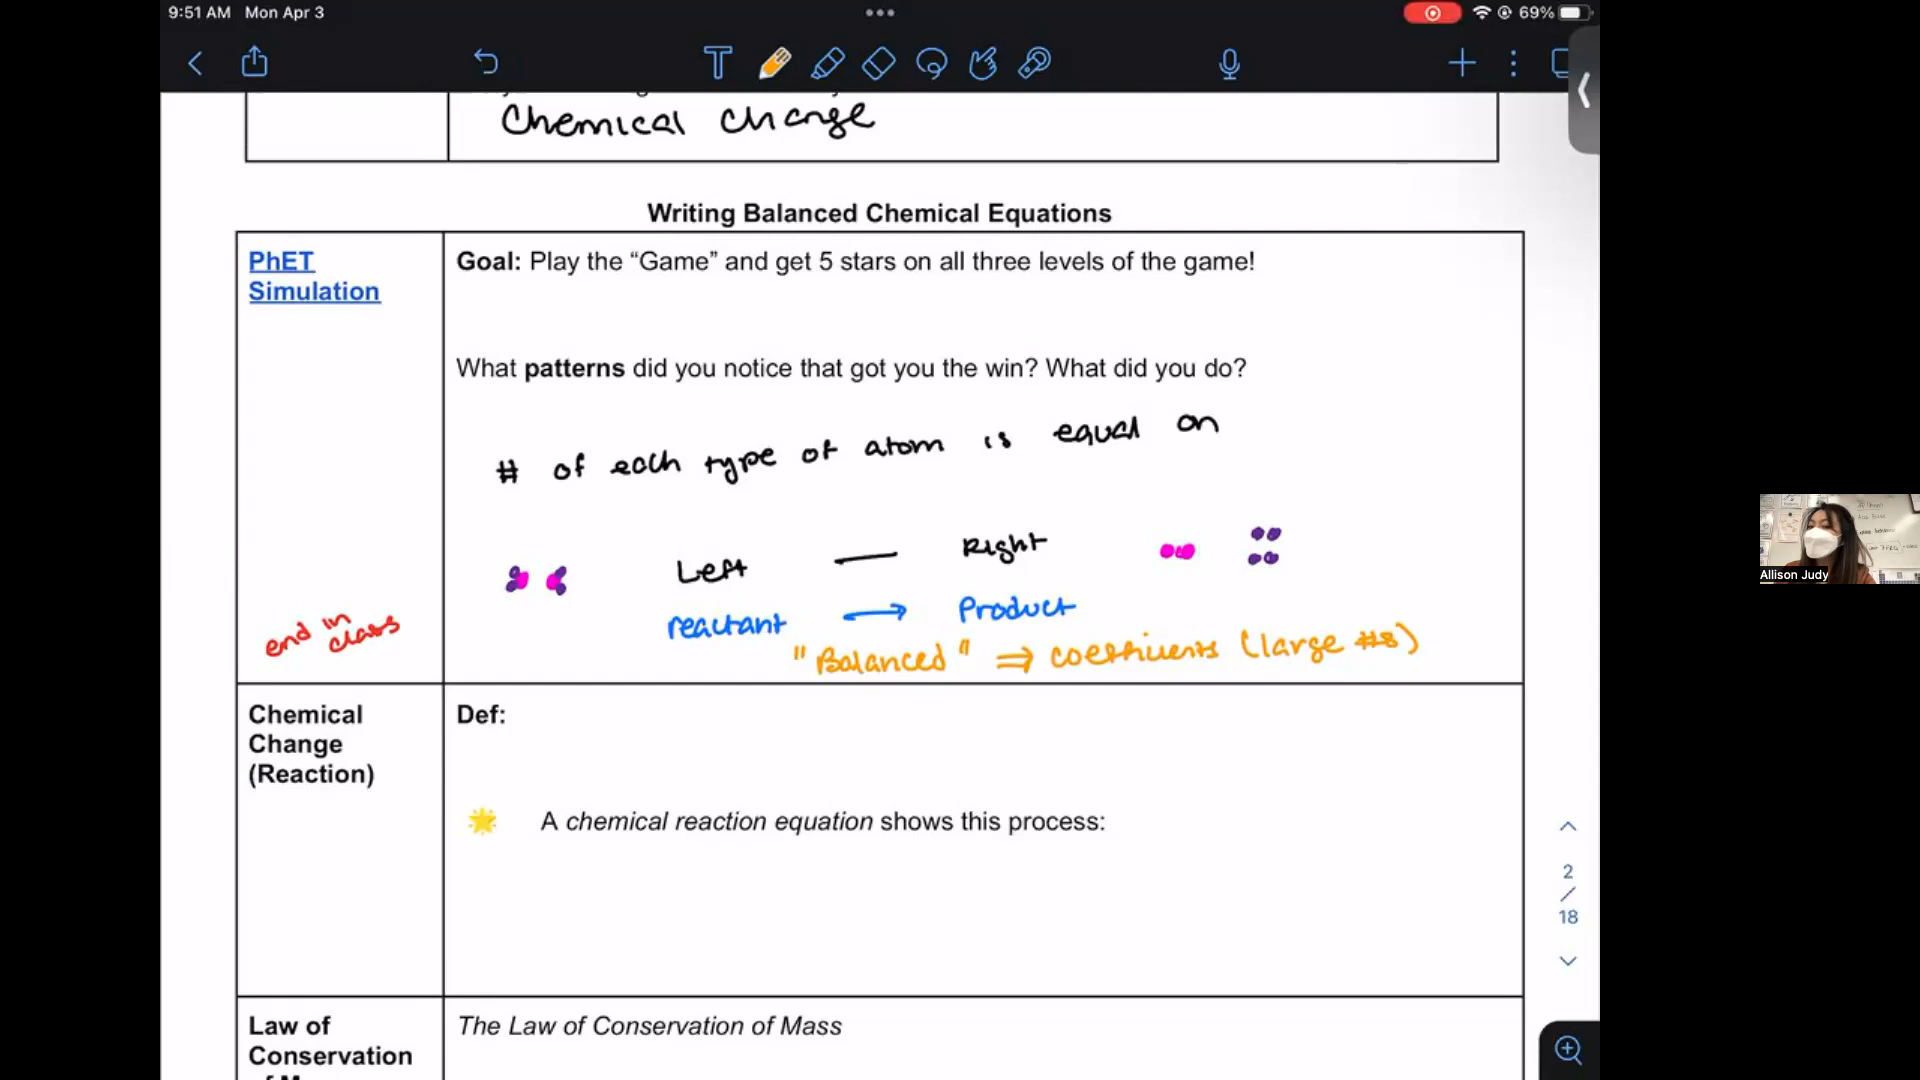 9:51 AM Mon Apr 3
69%
Chemical change
Writing Balanced Chemical Equations
PhET
Simulation
Goal: Play the “Game” and get 5 stars on all three levels of the game!
What patterns did you notice that got you the win? What did you do?
# of each type of atom is equal on
Left — Right
reactant → Product
end in class
"Balanced" ⇒ coefficients (large #s)
Chemical
Change
(Reaction)
Def:
A chemical reaction equation shows this process:
Law of
Conservation
The Law of Conservation of Mass
2
/
18
Allison Judy